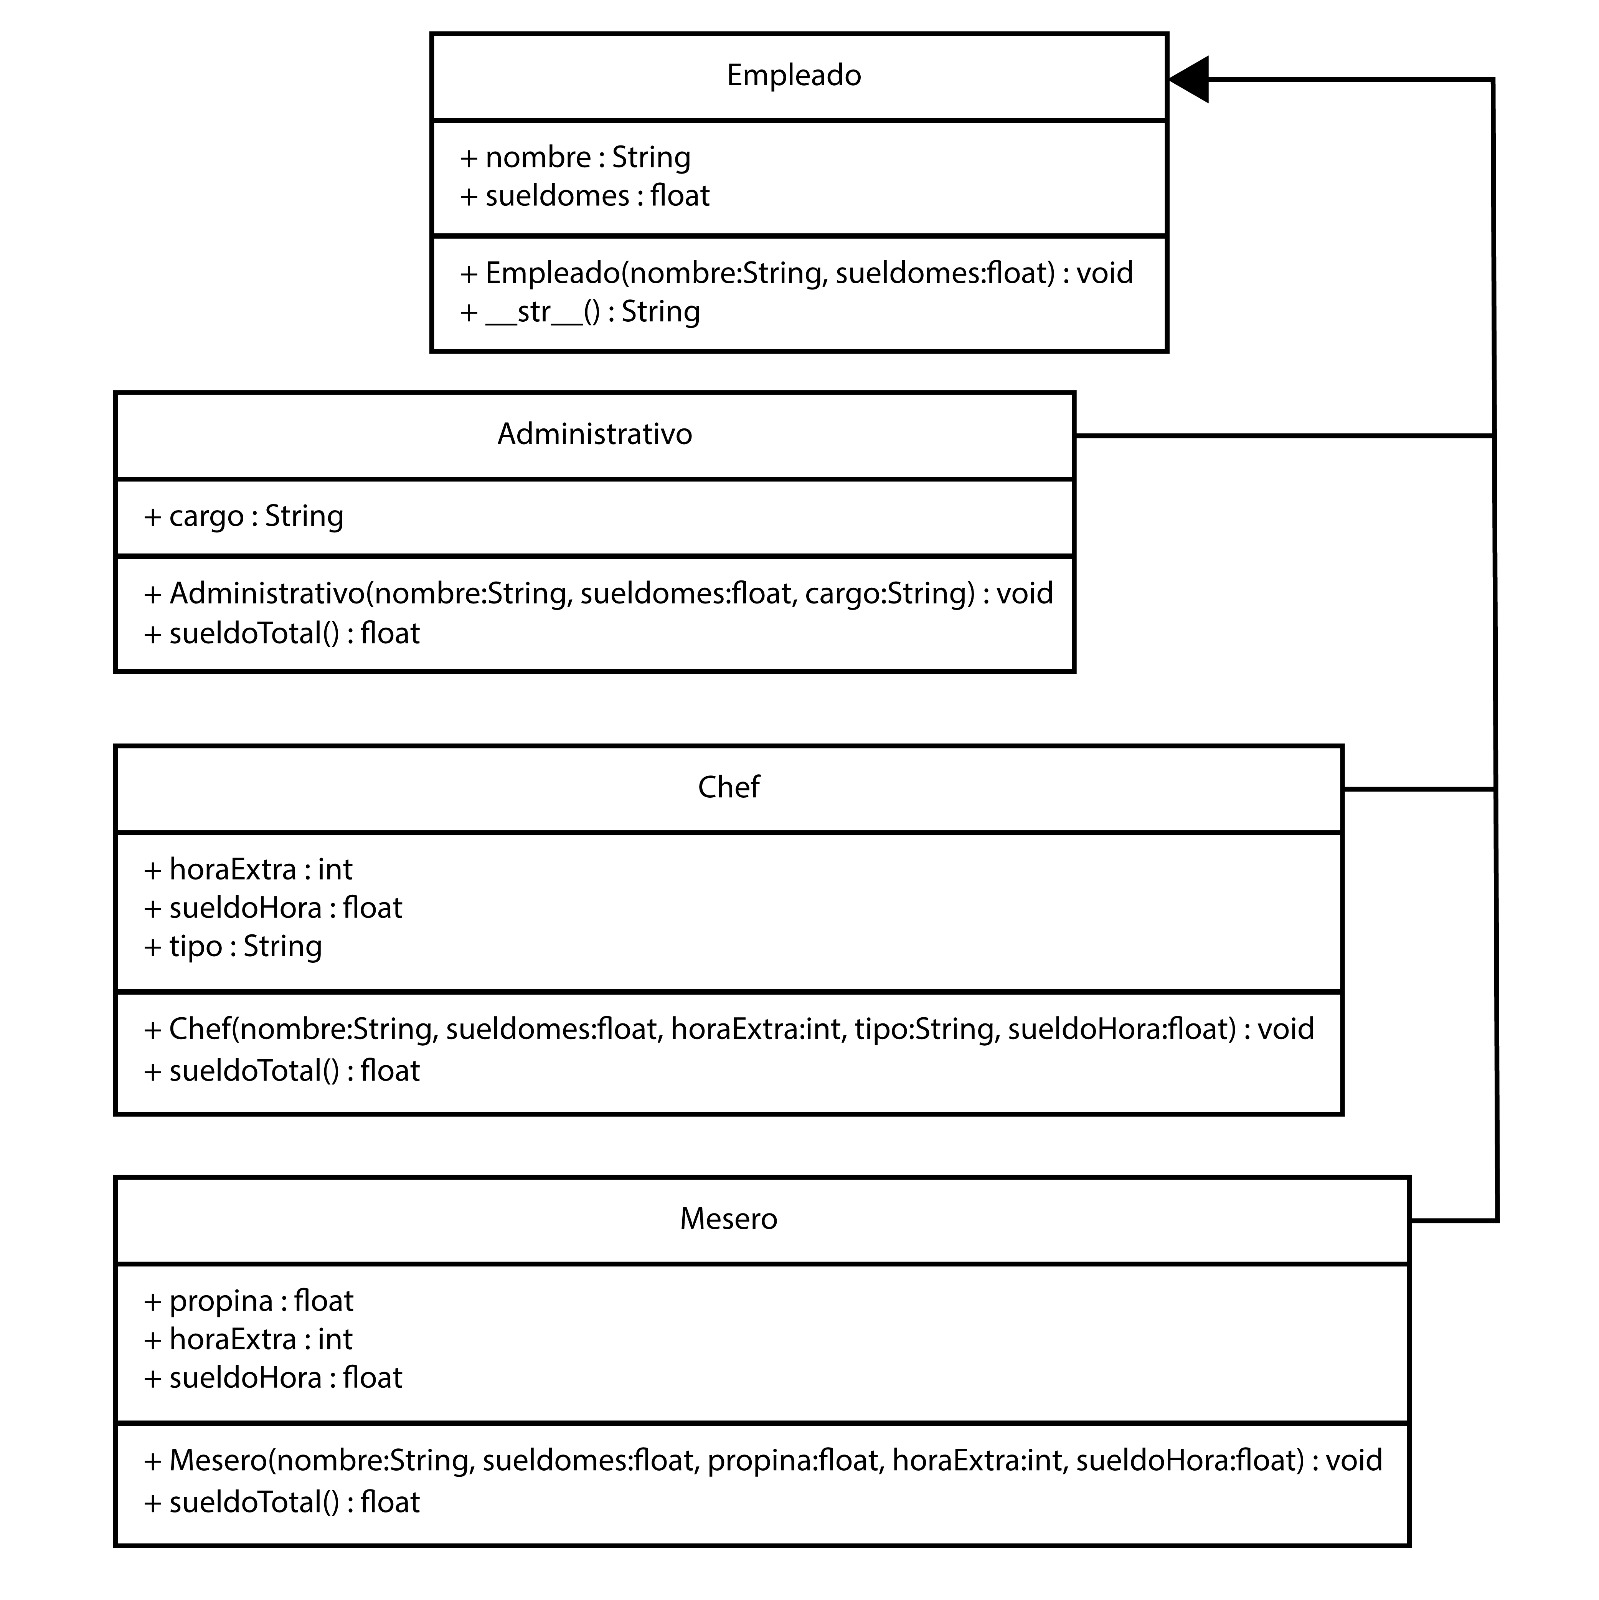 Empleado
+ nombre : String
+ sueldomes : float
+ Empleado(nombre:String, sueldomes:float) : void
+ __str__() : String
Administrativo
+ cargo : String
+ Administrativo(nombre:String, sueldomes:float, cargo:String) : void
+ sueldoTotal() : float
Chef
+ horaExtra : int
+ sueldoHora : float
+ tipo : String
+ Chef(nombre:String, sueldomes:float, horaExtra:int, tipo:String, sueldoHora:float) : void
+ sueldoTotal() : float
Mesero
+ propina : float
+ horaExtra : int
+ sueldoHora : float
+ Mesero(nombre:String, sueldomes:float, propina:float, horaExtra:int, sueldoHora:float) : void
+ sueldoTotal() : float